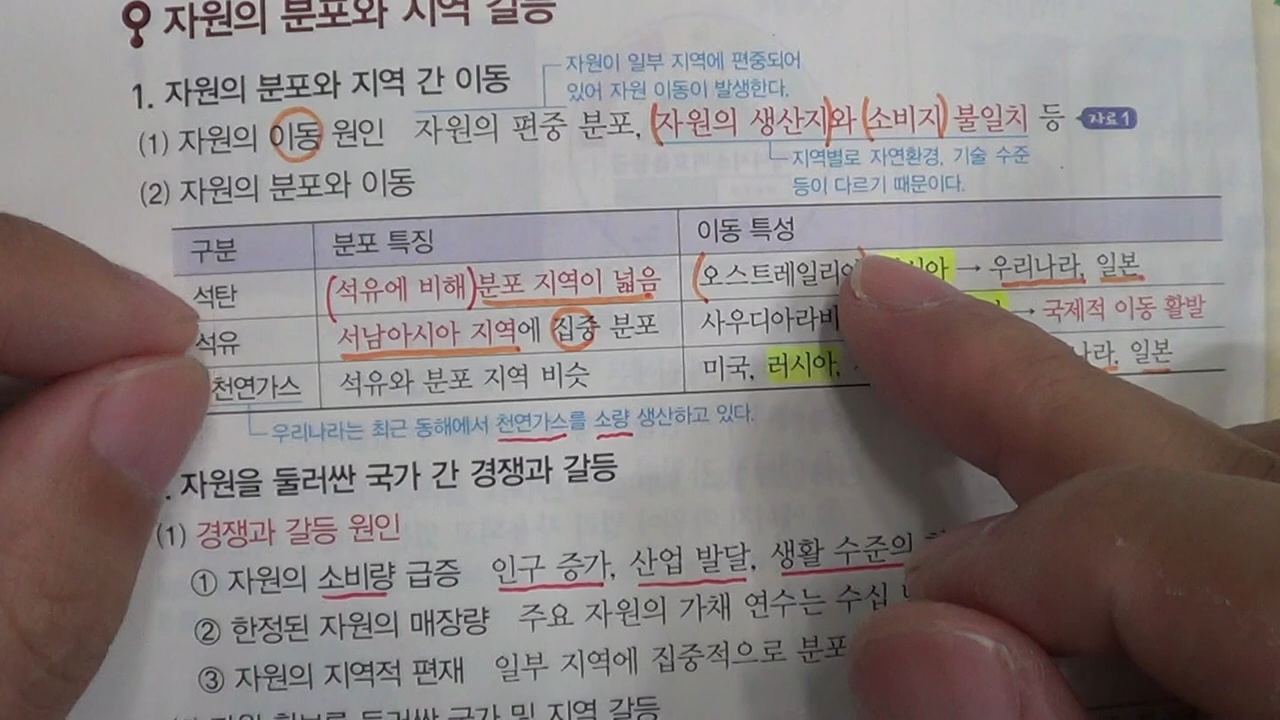 자원의 분포와 지역 갈등
1. 자원의 분포와 지역 간 이동
자원이 일부 지역에 편중되어
있어 자원 이동이 발생한다.
(1) 자원의 이동 원인 자원의 편중 분포, 자원의 생산지와 소비지 불일치 등 자료1
지역별로 자연환경, 기술 수준
등이 다르기 때문이다.
(2) 자원의 분포와 이동
구분 분포 특징 이동 특성
석탄 (석유에 비해) 분포 지역이 넓음 오스트레일리아 → 우리나라, 일본
석유 서남아시아 지역에 집중 분포 → 국제적 이동 활발
천연가스 석유와 분포 지역 비슷 미국, 러시아, 일본
우리나라는 최근 동해에서 천연가스를 소량 생산하고 있다.
자원을 둘러싼 국가 간 경쟁과 갈등
(1) 경쟁과 갈등 원인
① 자원의 소비량 급증 인구 증가, 산업 발달, 생활 수준의
② 한정된 자원의 매장량 주요 자원의 가채 연수는 수십
③ 자원의 지역적 편재 일부 지역에 집중적으로 분포
자원 확보를 둘러싼 국가 및 지역 갈등